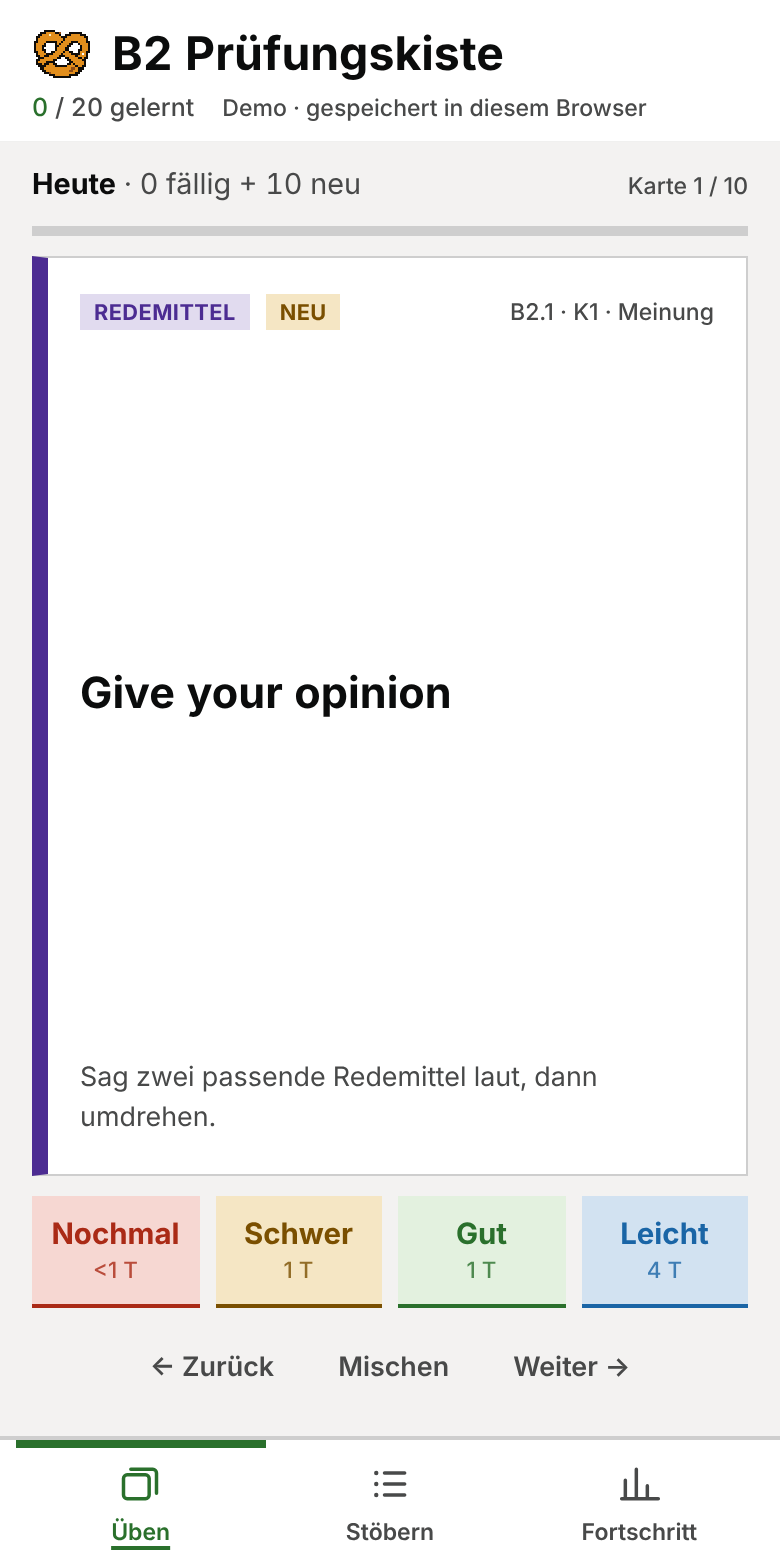 B2 Prüfungskiste
0 / 20 gelernt Demo · gespeichert in diesem Browser
Heute · 0 fällig + 10 neu Karte 1 / 10
REDEMITTEL NEU B2.1 · K1 · Meinung
Give your opinion
Sag zwei passende Redemittel laut, dann
umdrehen.
Nochmal Schwer Gut Leicht
<1 T 1 T 1 T 4 T
← Zurück Mischen Weiter →
Üben Stöbern Fortschritt